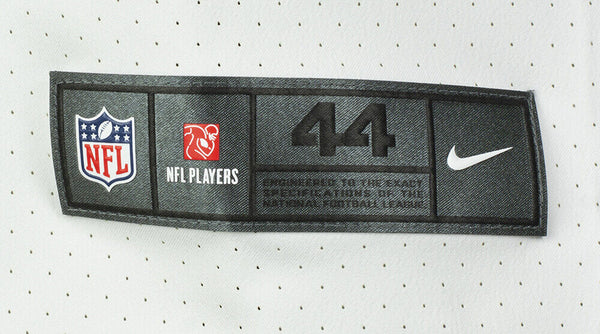 NFL
NFL PLAYERS
44
ENGINEERED TO THE EXACT
SPECIFICATIONS OF THE
NATIONAL FOOTBALL LEAGUE